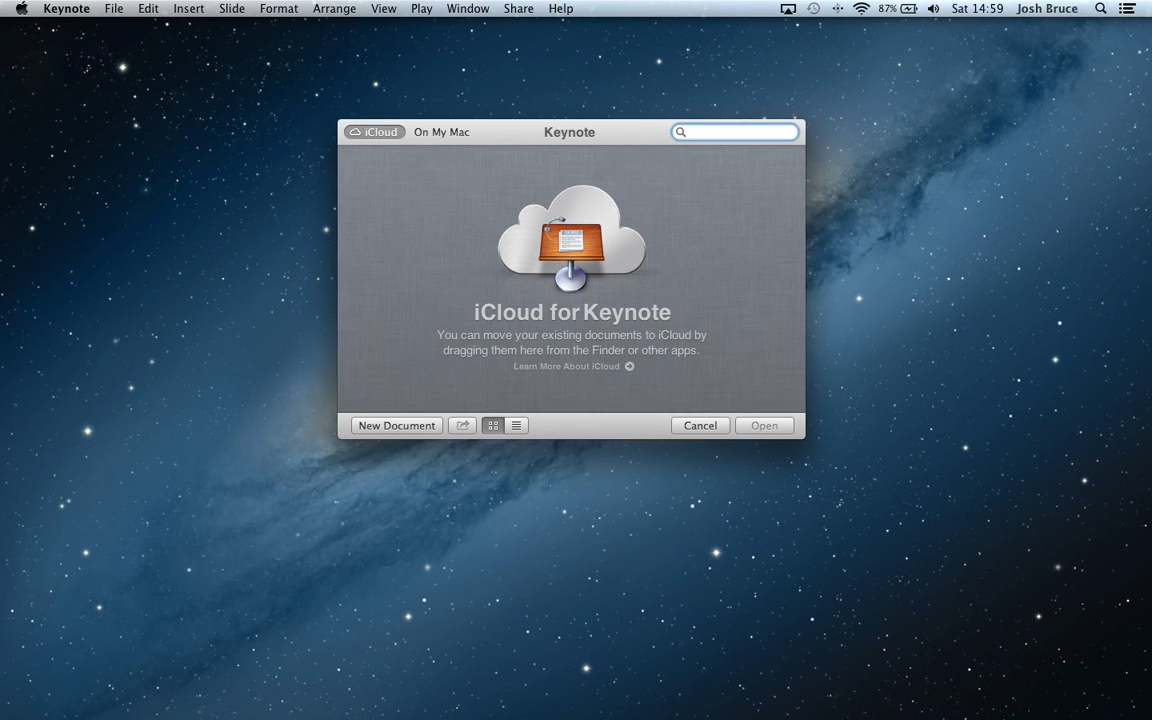 Keynote File Edit Insert Slide Format Arrange View Play Window Share Help 87% Sat 14:59 Josh Bruce
iCloud On My Mac Keynote
iCloud for Keynote
You can move your existing documents to iCloud by
dragging them here from the Finder or other apps.
Learn More About iCloud
New Document Cancel Open